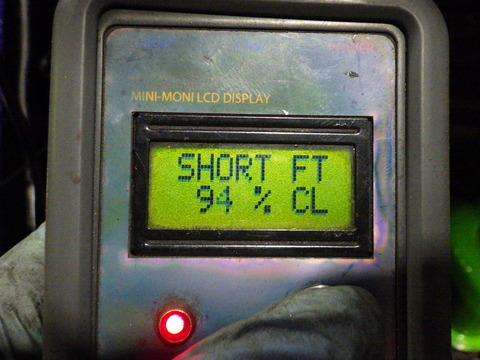 MINI-MONI LCD DISPLAY
SHORT FT
94 % CL